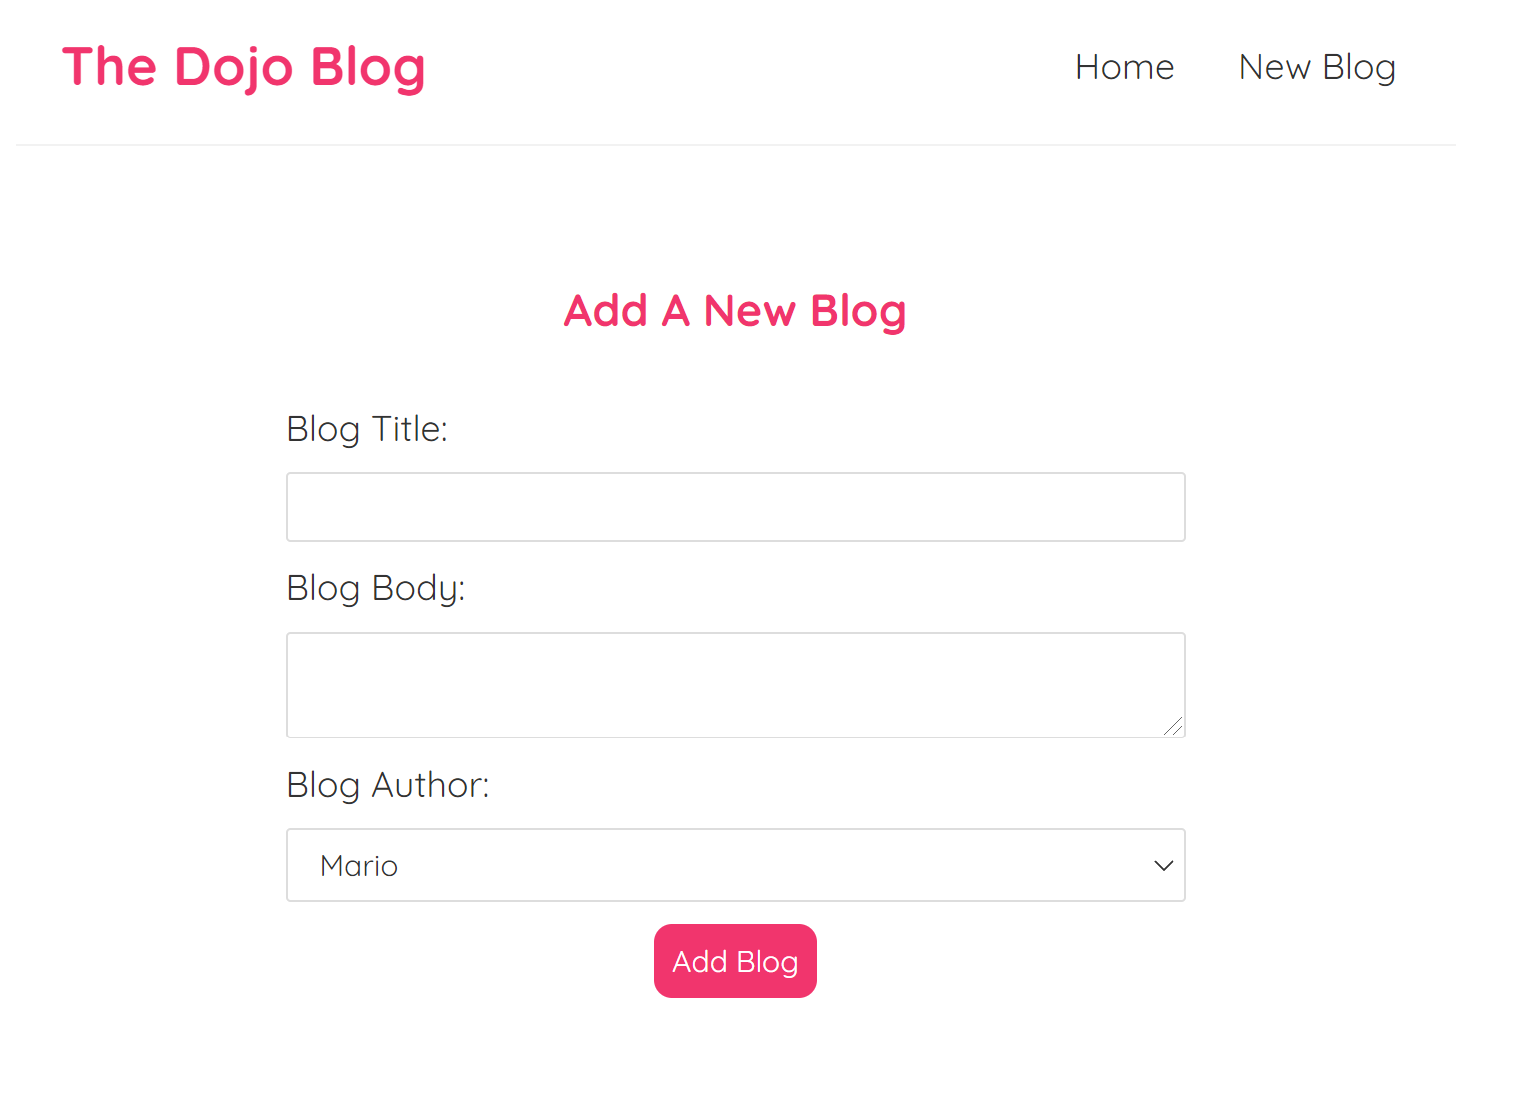 The Dojo Blog
Home New Blog
Add A New Blog
Blog Title:
Blog Body:
Blog Author:
Mario
Add Blog